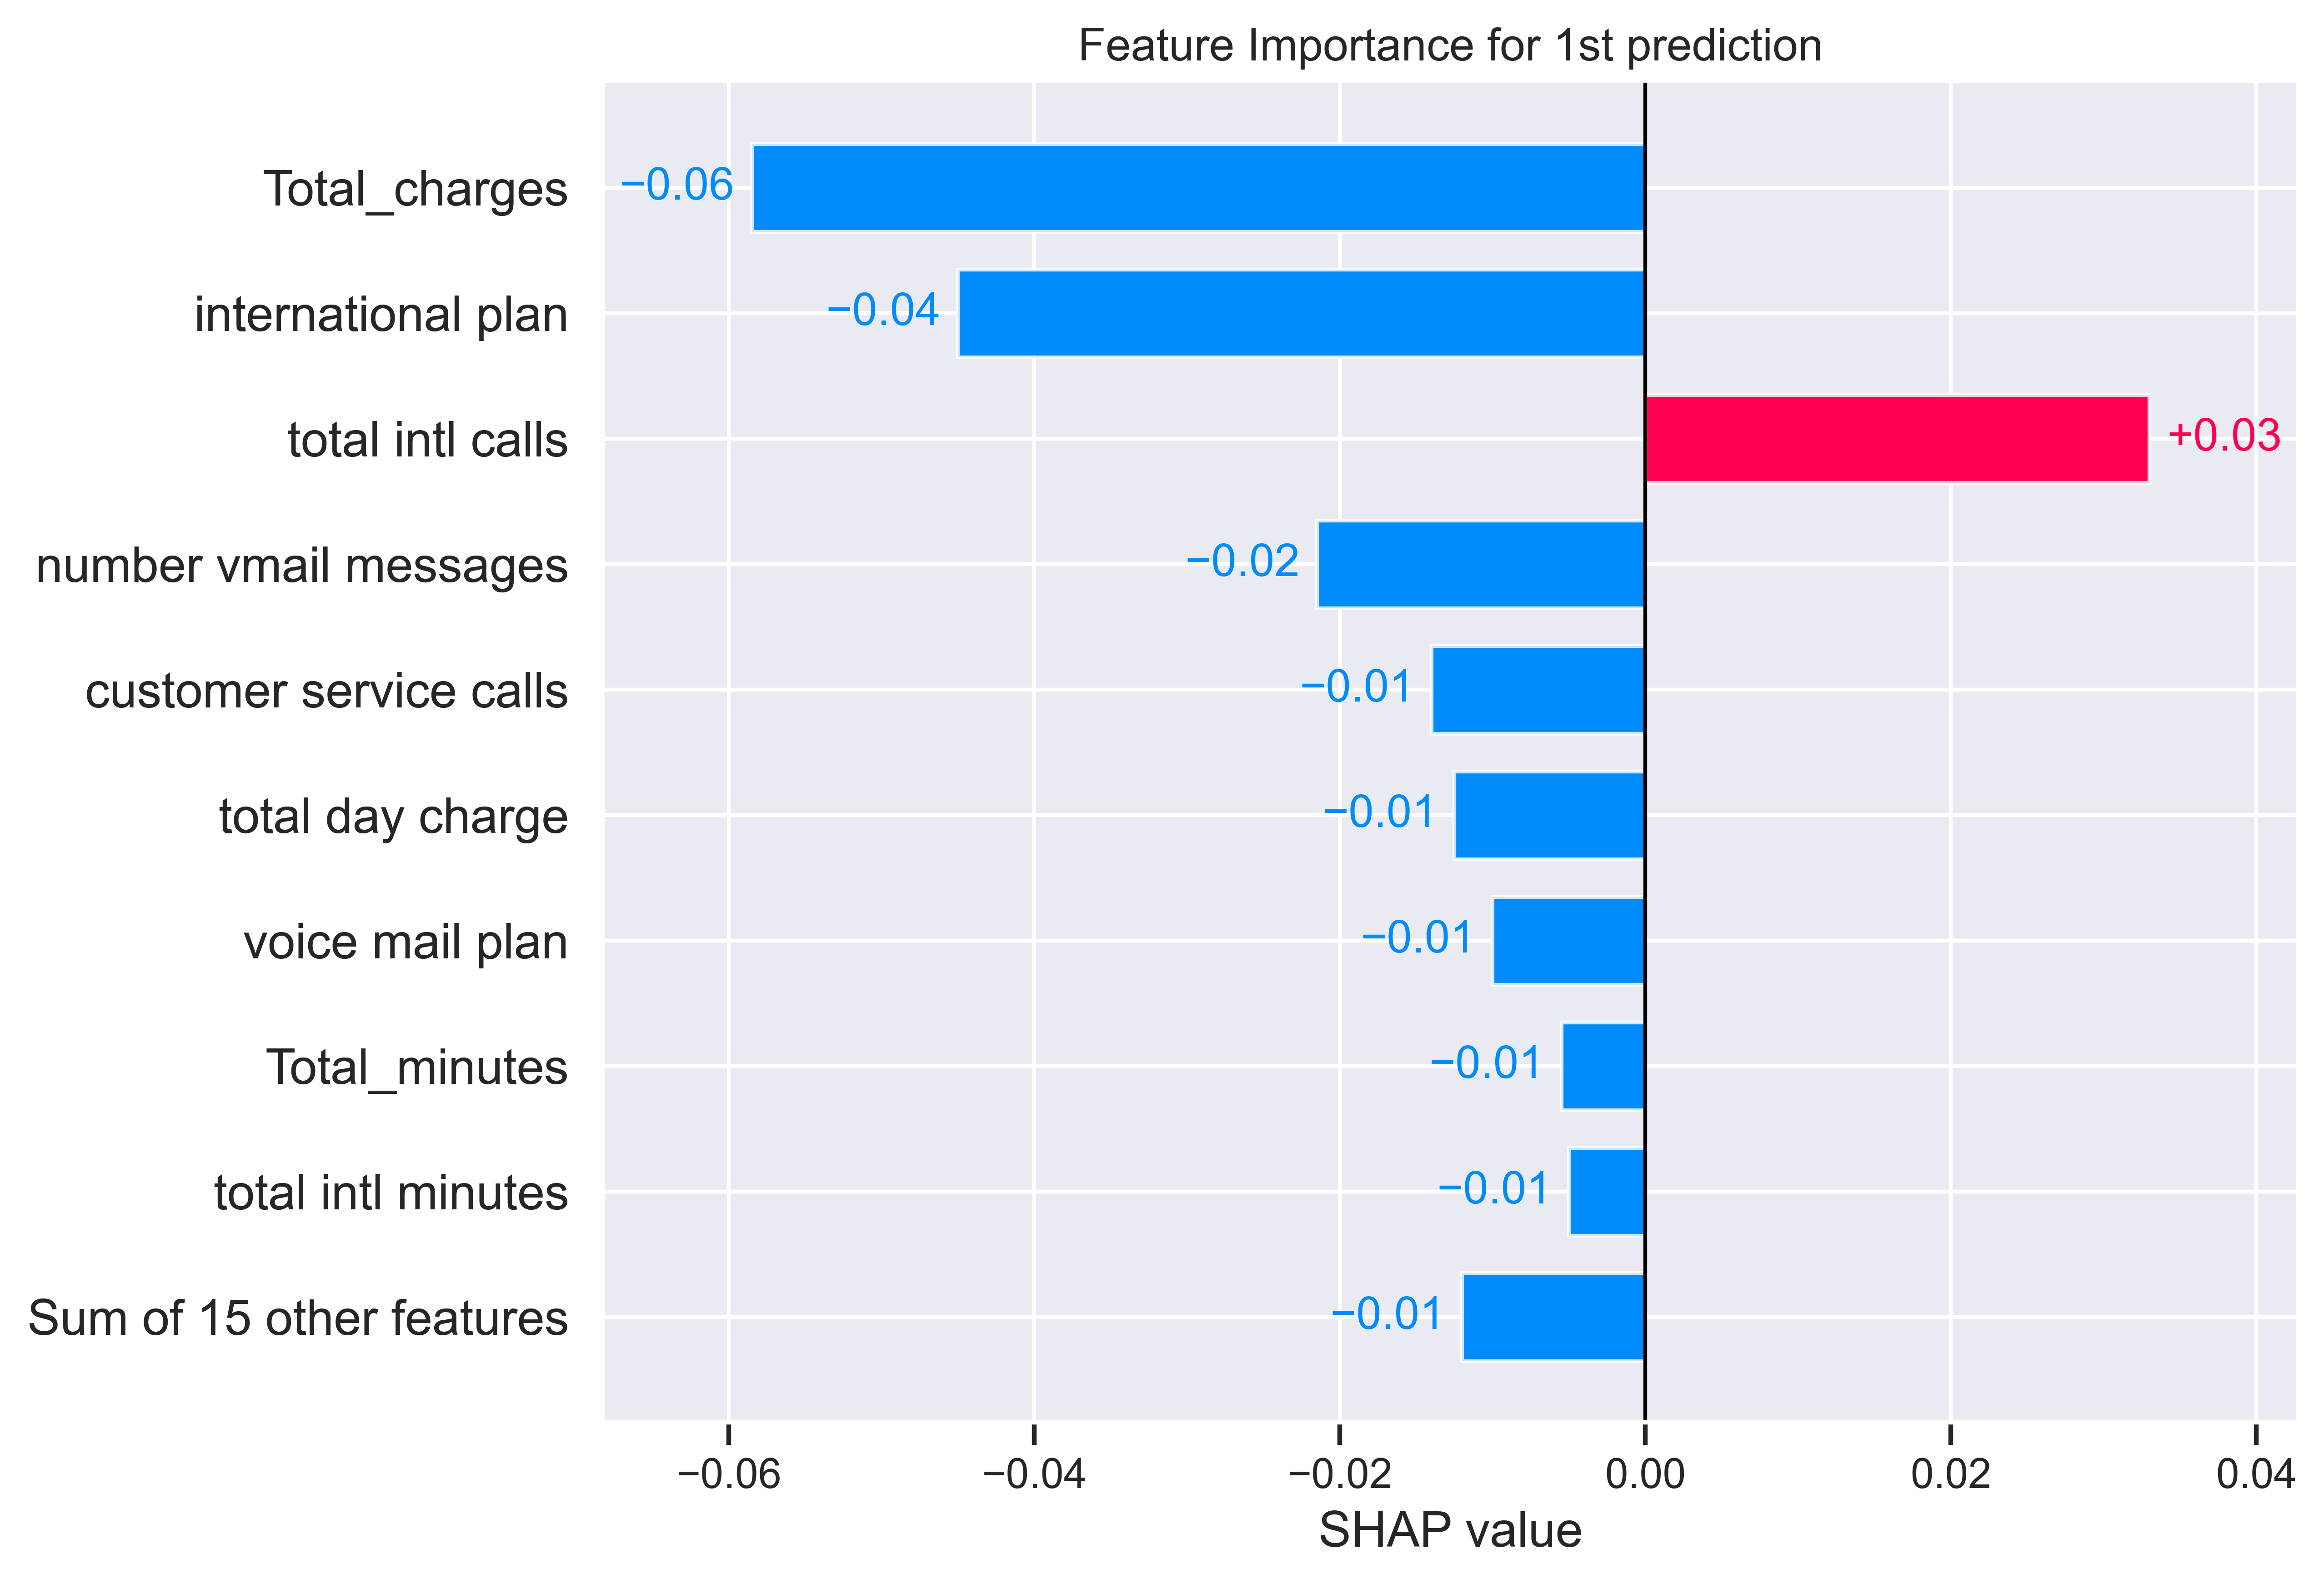 Feature Importance for 1st prediction
Total_charges
−0.06
international plan
−0.04
total intl calls
+0.03
number vmail messages
−0.02
customer service calls
−0.01
total day charge
−0.01
voice mail plan
−0.01
Total_minutes
−0.01
total intl minutes
−0.01
Sum of 15 other features
−0.01
−0.06 −0.04 −0.02 0.00 0.02 0.04
SHAP value